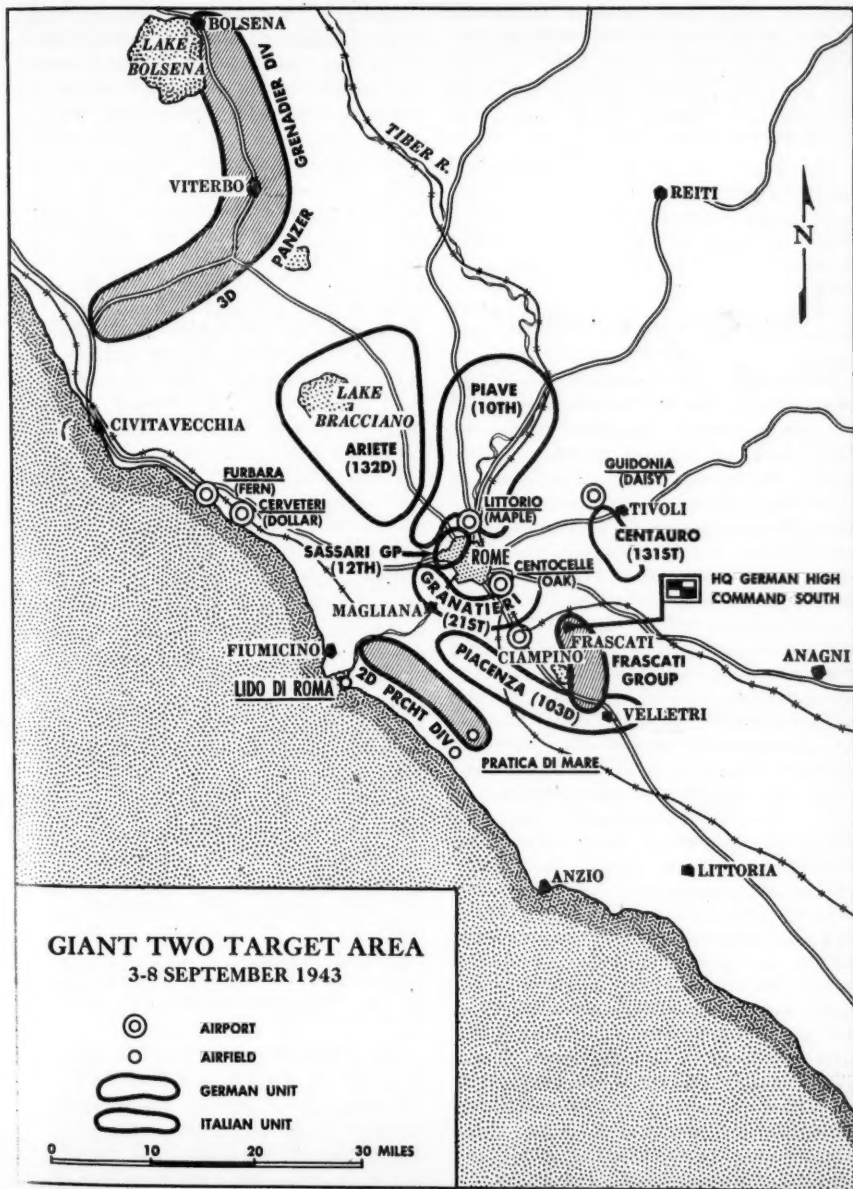 BOLSENA
LAKE
BOLSENA
GRENADIER DIV
TIBER R.
VITERBO
REITI
PANZER
N
3D
LAKE
BRACCIANO
PIAVE
(10TH)
CIVITAVECCHIA
ARIETE
(132D)
FURBARA
(FERN)
GUIDONIA
(DAISY)
CERVETERI
(DOLLAR)
LITTORIO
(MAPLE)
TIVOLI
CENTAURO
(131ST)
SASSARI GP
(12TH)
ROME
CENTOCELLE
(OAK)
HQ GERMAN HIGH
COMMAND SOUTH
GRANATIERI
(21ST)
MAGLIANA
FIUMICINO
CIAMPINO
FRASCATI
FRASCATI
GROUP
ANAGNI
LIDO DI ROMA
2D PRCHT DIV
PIACENZA (103D)
VELLETRI
PRATICA DI MARE
ANZIO
LITTORIA
GIANT TWO TARGET AREA
3-8 SEPTEMBER 1943
AIRPORT
AIRFIELD
GERMAN UNIT
ITALIAN UNIT
0 10 20 30 MILES